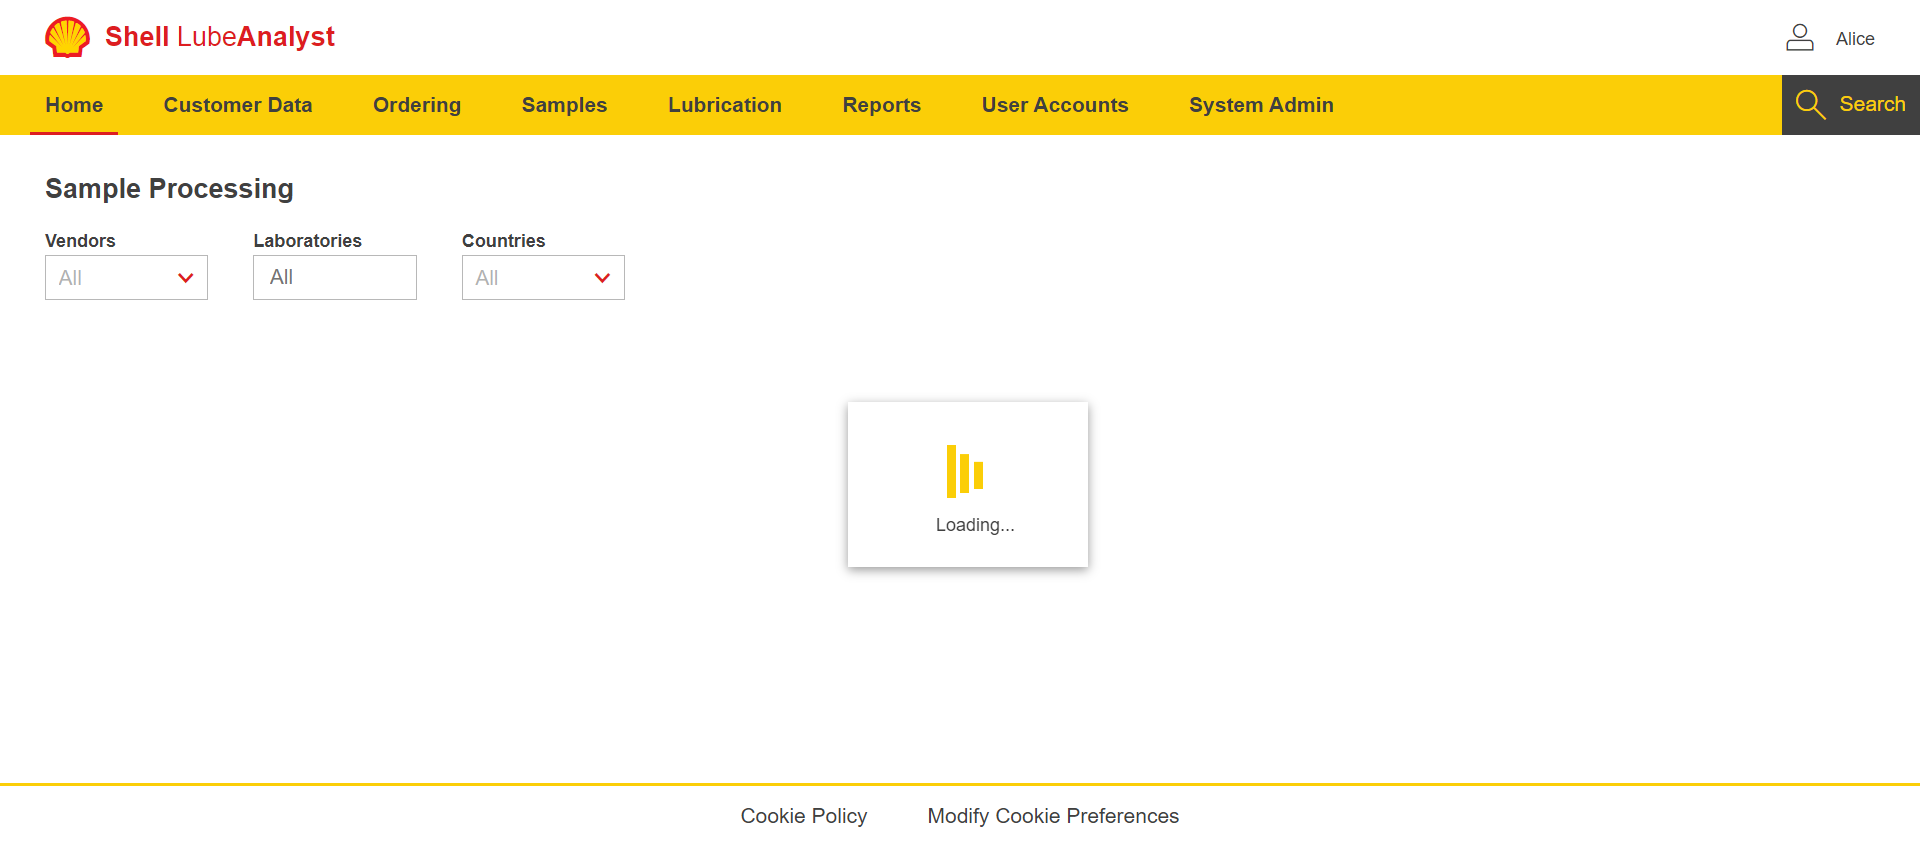 Shell LubeAnalyst
Alice
Home Customer Data Ordering Samples Lubrication Reports User Accounts System Admin Search
Sample Processing
Vendors Laboratories Countries
All All All
Loading...
Cookie Policy Modify Cookie Preferences